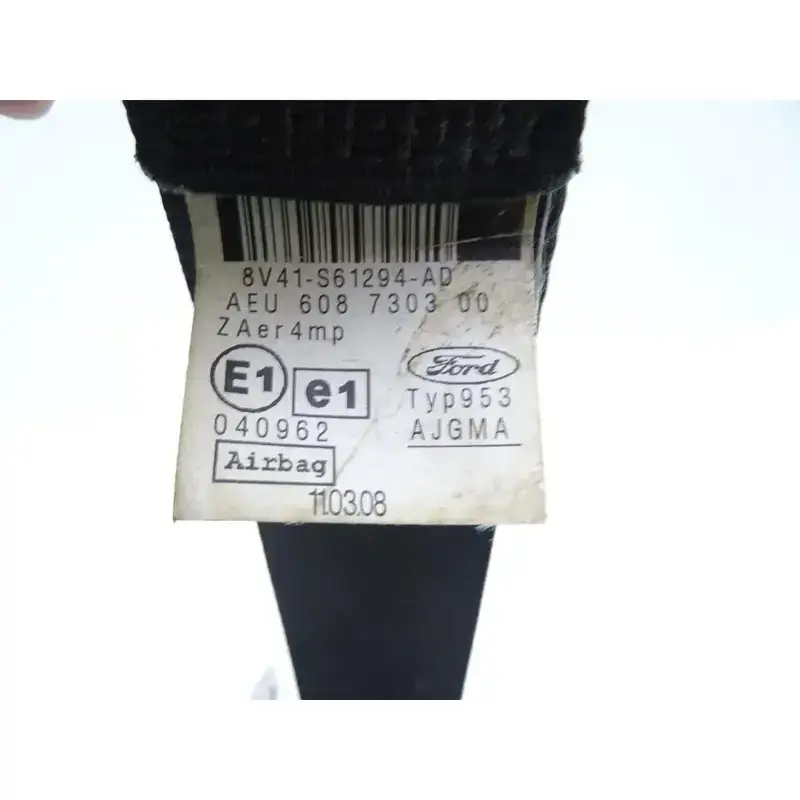 8V41-S61294-AD
AEU 608 7303 00
ZAer4mp
E1 e1 Ford
Typ953
040962 AJGMA
Airbag
11.03.08